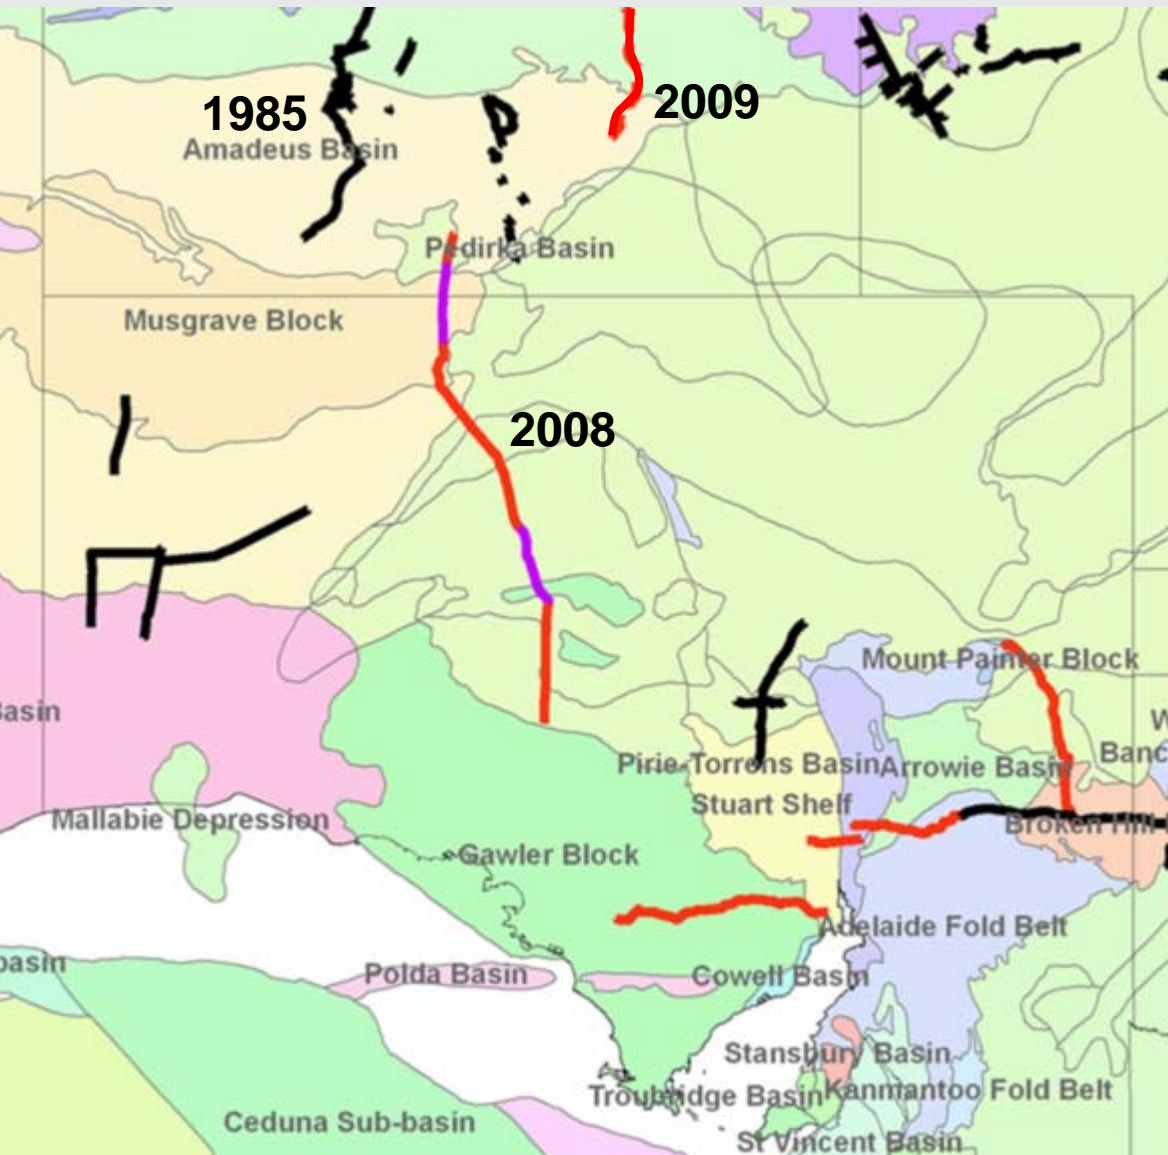 1985
2009
Amadeus Basin
Pedirka Basin
Musgrave Block
2008
Mount Painter Block
Basin
Pirie-Torrens Basin
Arrowie Basin
Banc
Stuart Shelf
Mallabie Depression
Broken Hill
Gawler Block
Adelaide Fold Belt
basin
Polda Basin
Cowell Basin
Stansbury Basin
Troubridge Basin
Kanmantoo Fold Belt
Ceduna Sub-basin
St Vincent Basin